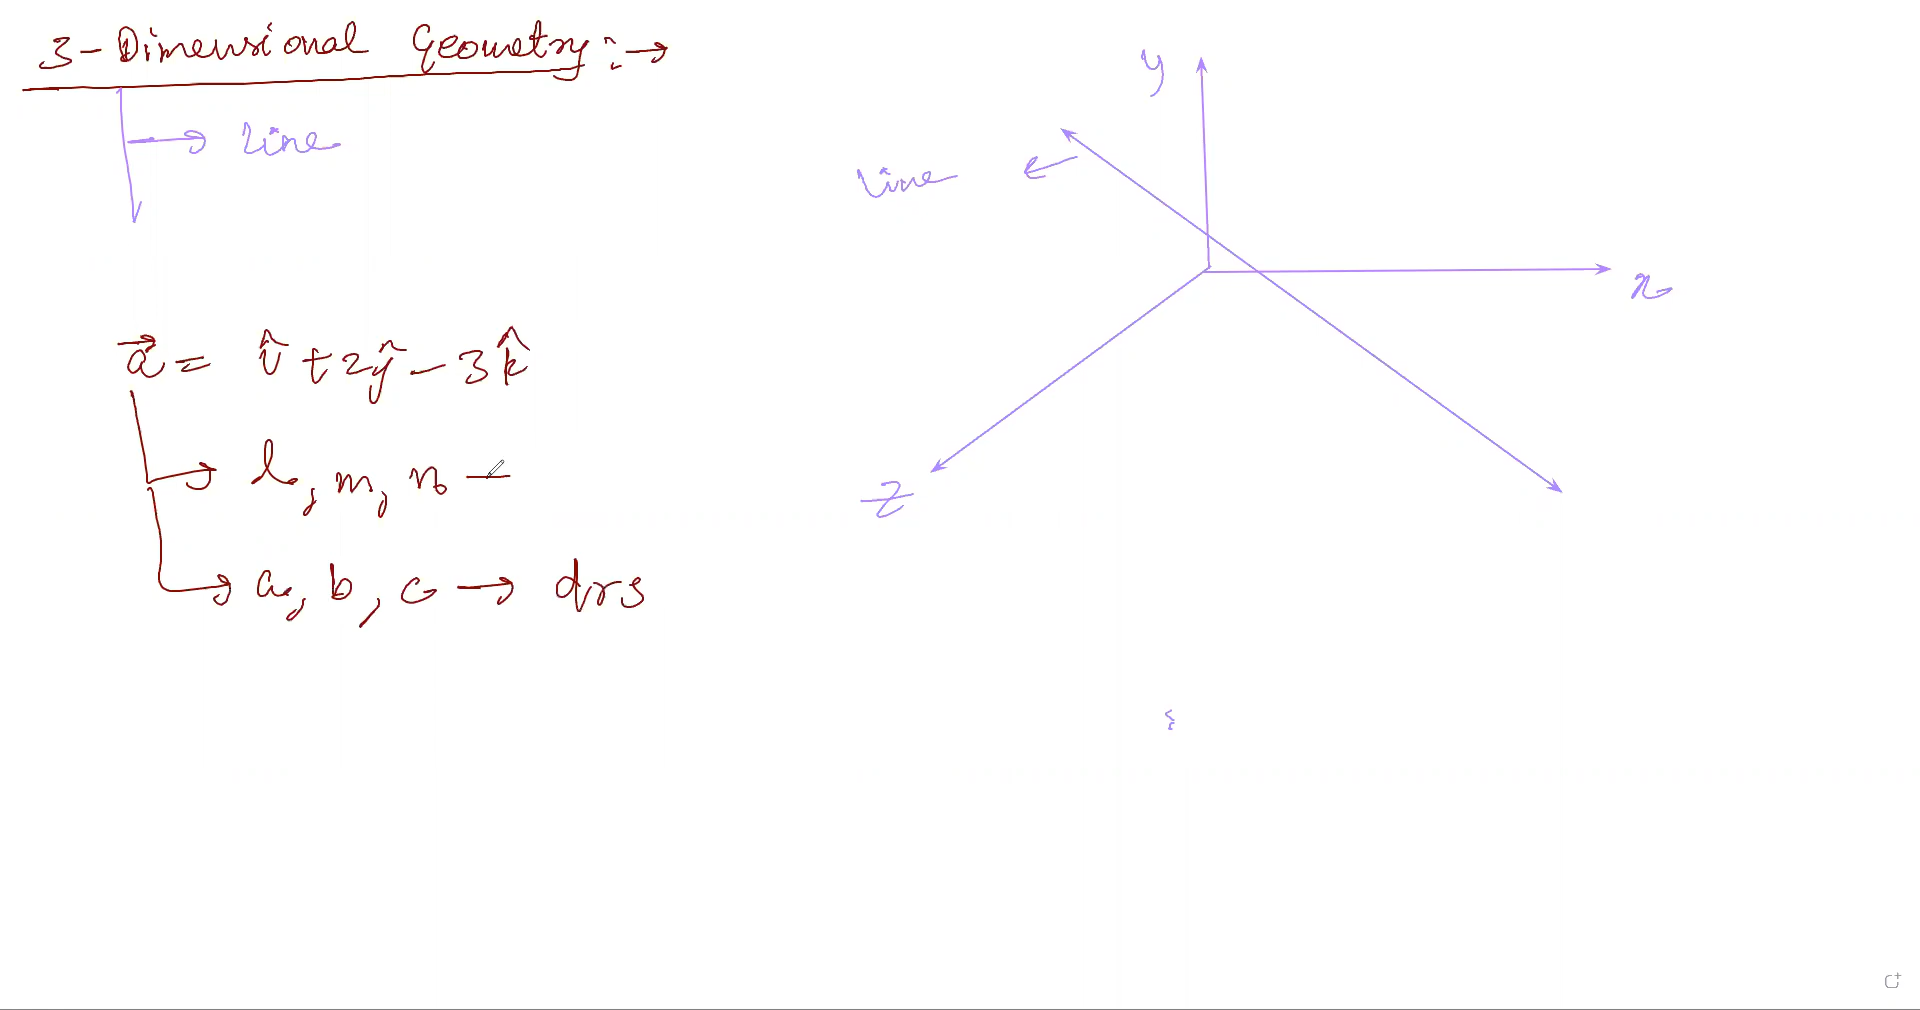 3-Dimensional Geometry :→
→ line
a⃗ = î + 2ĵ - 3k̂
→ l, m, n -
→ a, b, c → drs
y
line ←
x
z